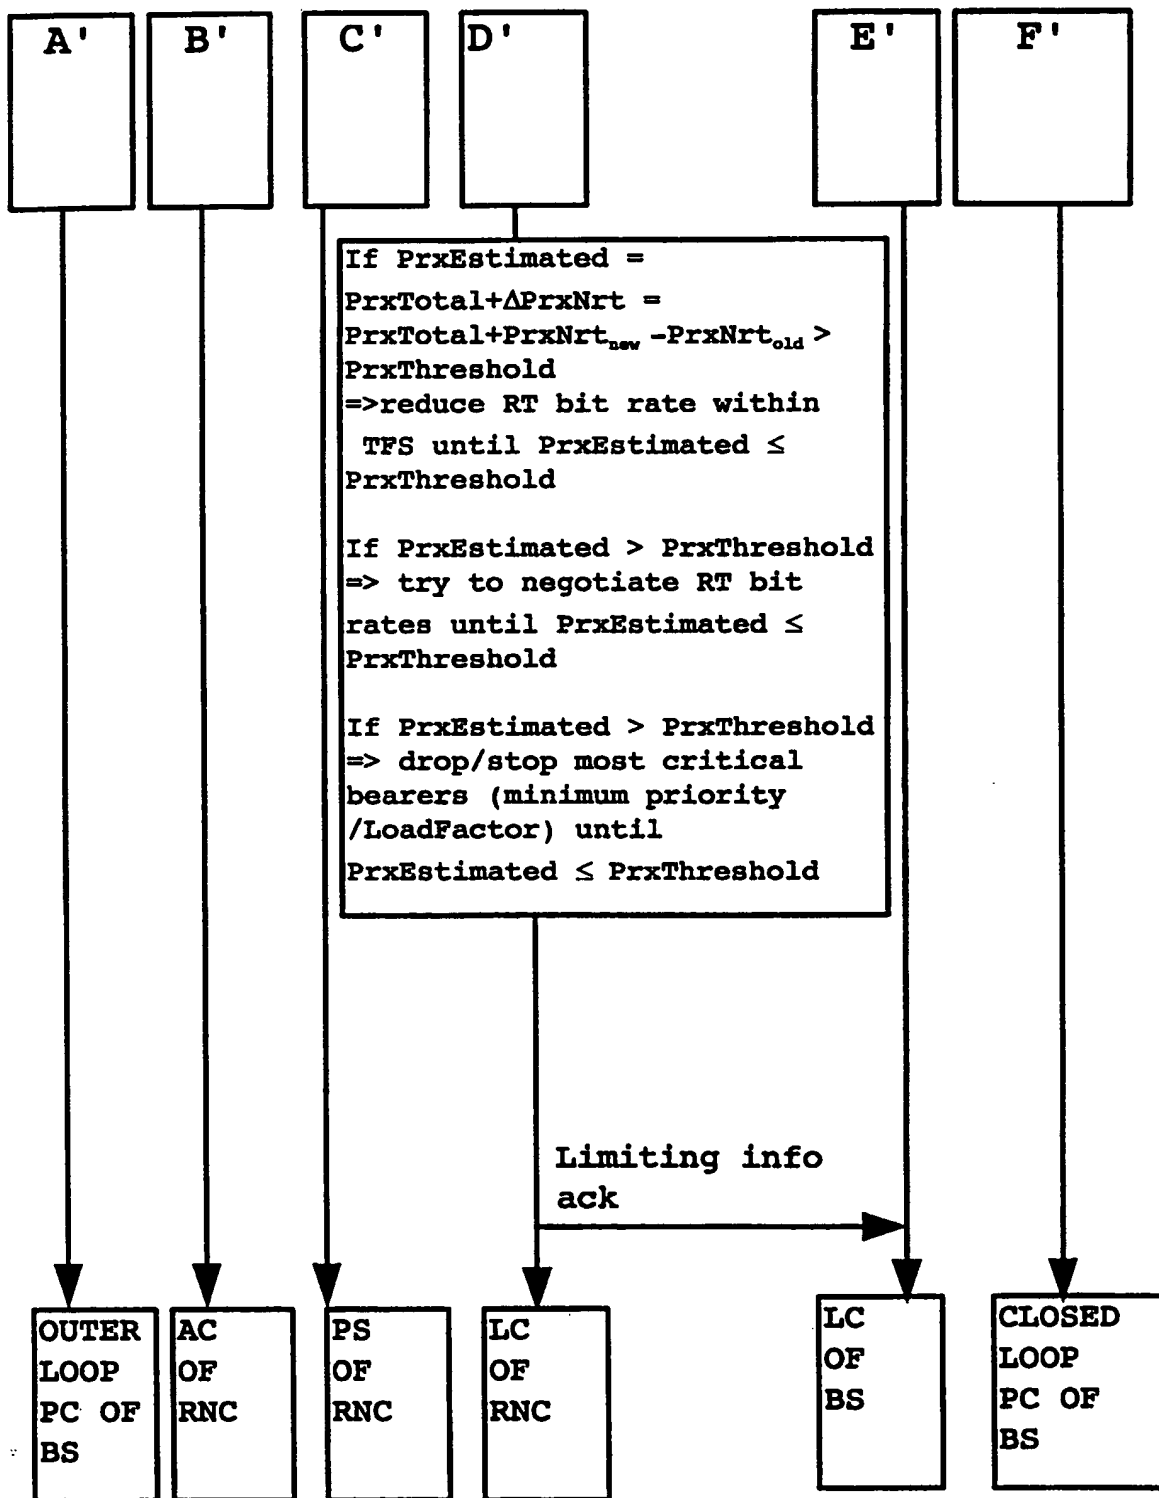 A'
B'
C'
D'
E'
F'
If PrxEstimated =
PrxTotal+ΔPrxNrt =
PrxTotal+PrxNrt_new -PrxNrt_old >
PrxThreshold
=>reduce RT bit rate within
TFS until PrxEstimated ≤
PrxThreshold
If PrxEstimated > PrxThreshold
=> try to negotiate RT bit
rates until PrxEstimated ≤
PrxThreshold
If PrxEstimated > PrxThreshold
=> drop/stop most critical
bearers (minimum priority
/LoadFactor) until
PrxEstimated ≤ PrxThreshold
Limiting info
ack
OUTER
LOOP
PC OF
BS
AC
OF
RNC
PS
OF
RNC
LC
OF
RNC
LC
OF
BS
CLOSED
LOOP
PC OF
BS